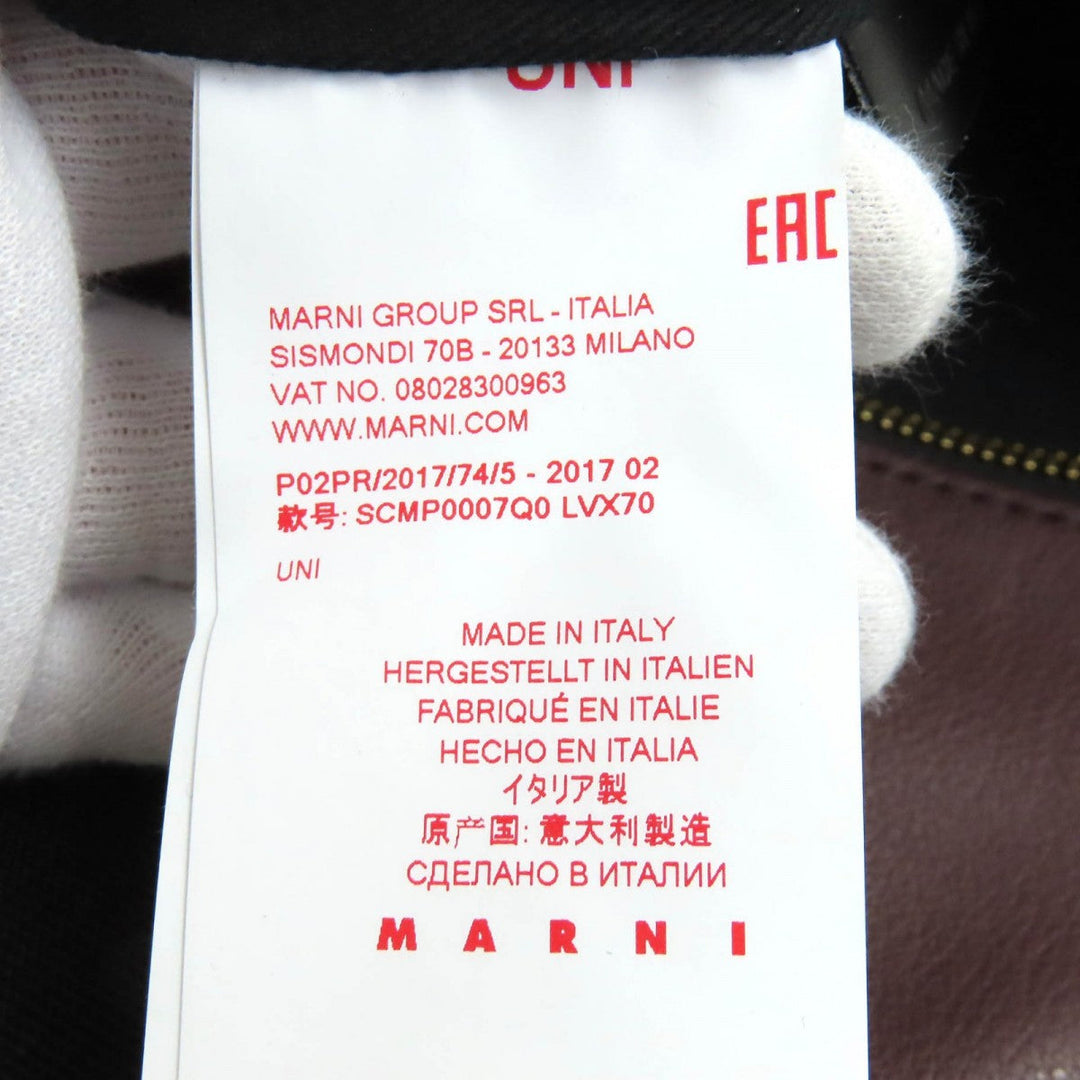 UNI
EAC
MARNI GROUP SRL - ITALIA
SISMONDI 70B - 20133 MILANO
VAT NO. 08028300963
WWW.MARNI.COM
P02PR/2017/74/5 - 2017 02
款号: SCMP0007Q0 LVX70
UNI
MADE IN ITALY
HERGESTELLT IN ITALIEN
FABRIQUÉ EN ITALIE
HECHO EN ITALIA
イタリア製
原产国: 意大利製造
СДЕЛАНО В ИТАЛИИ
MARNI